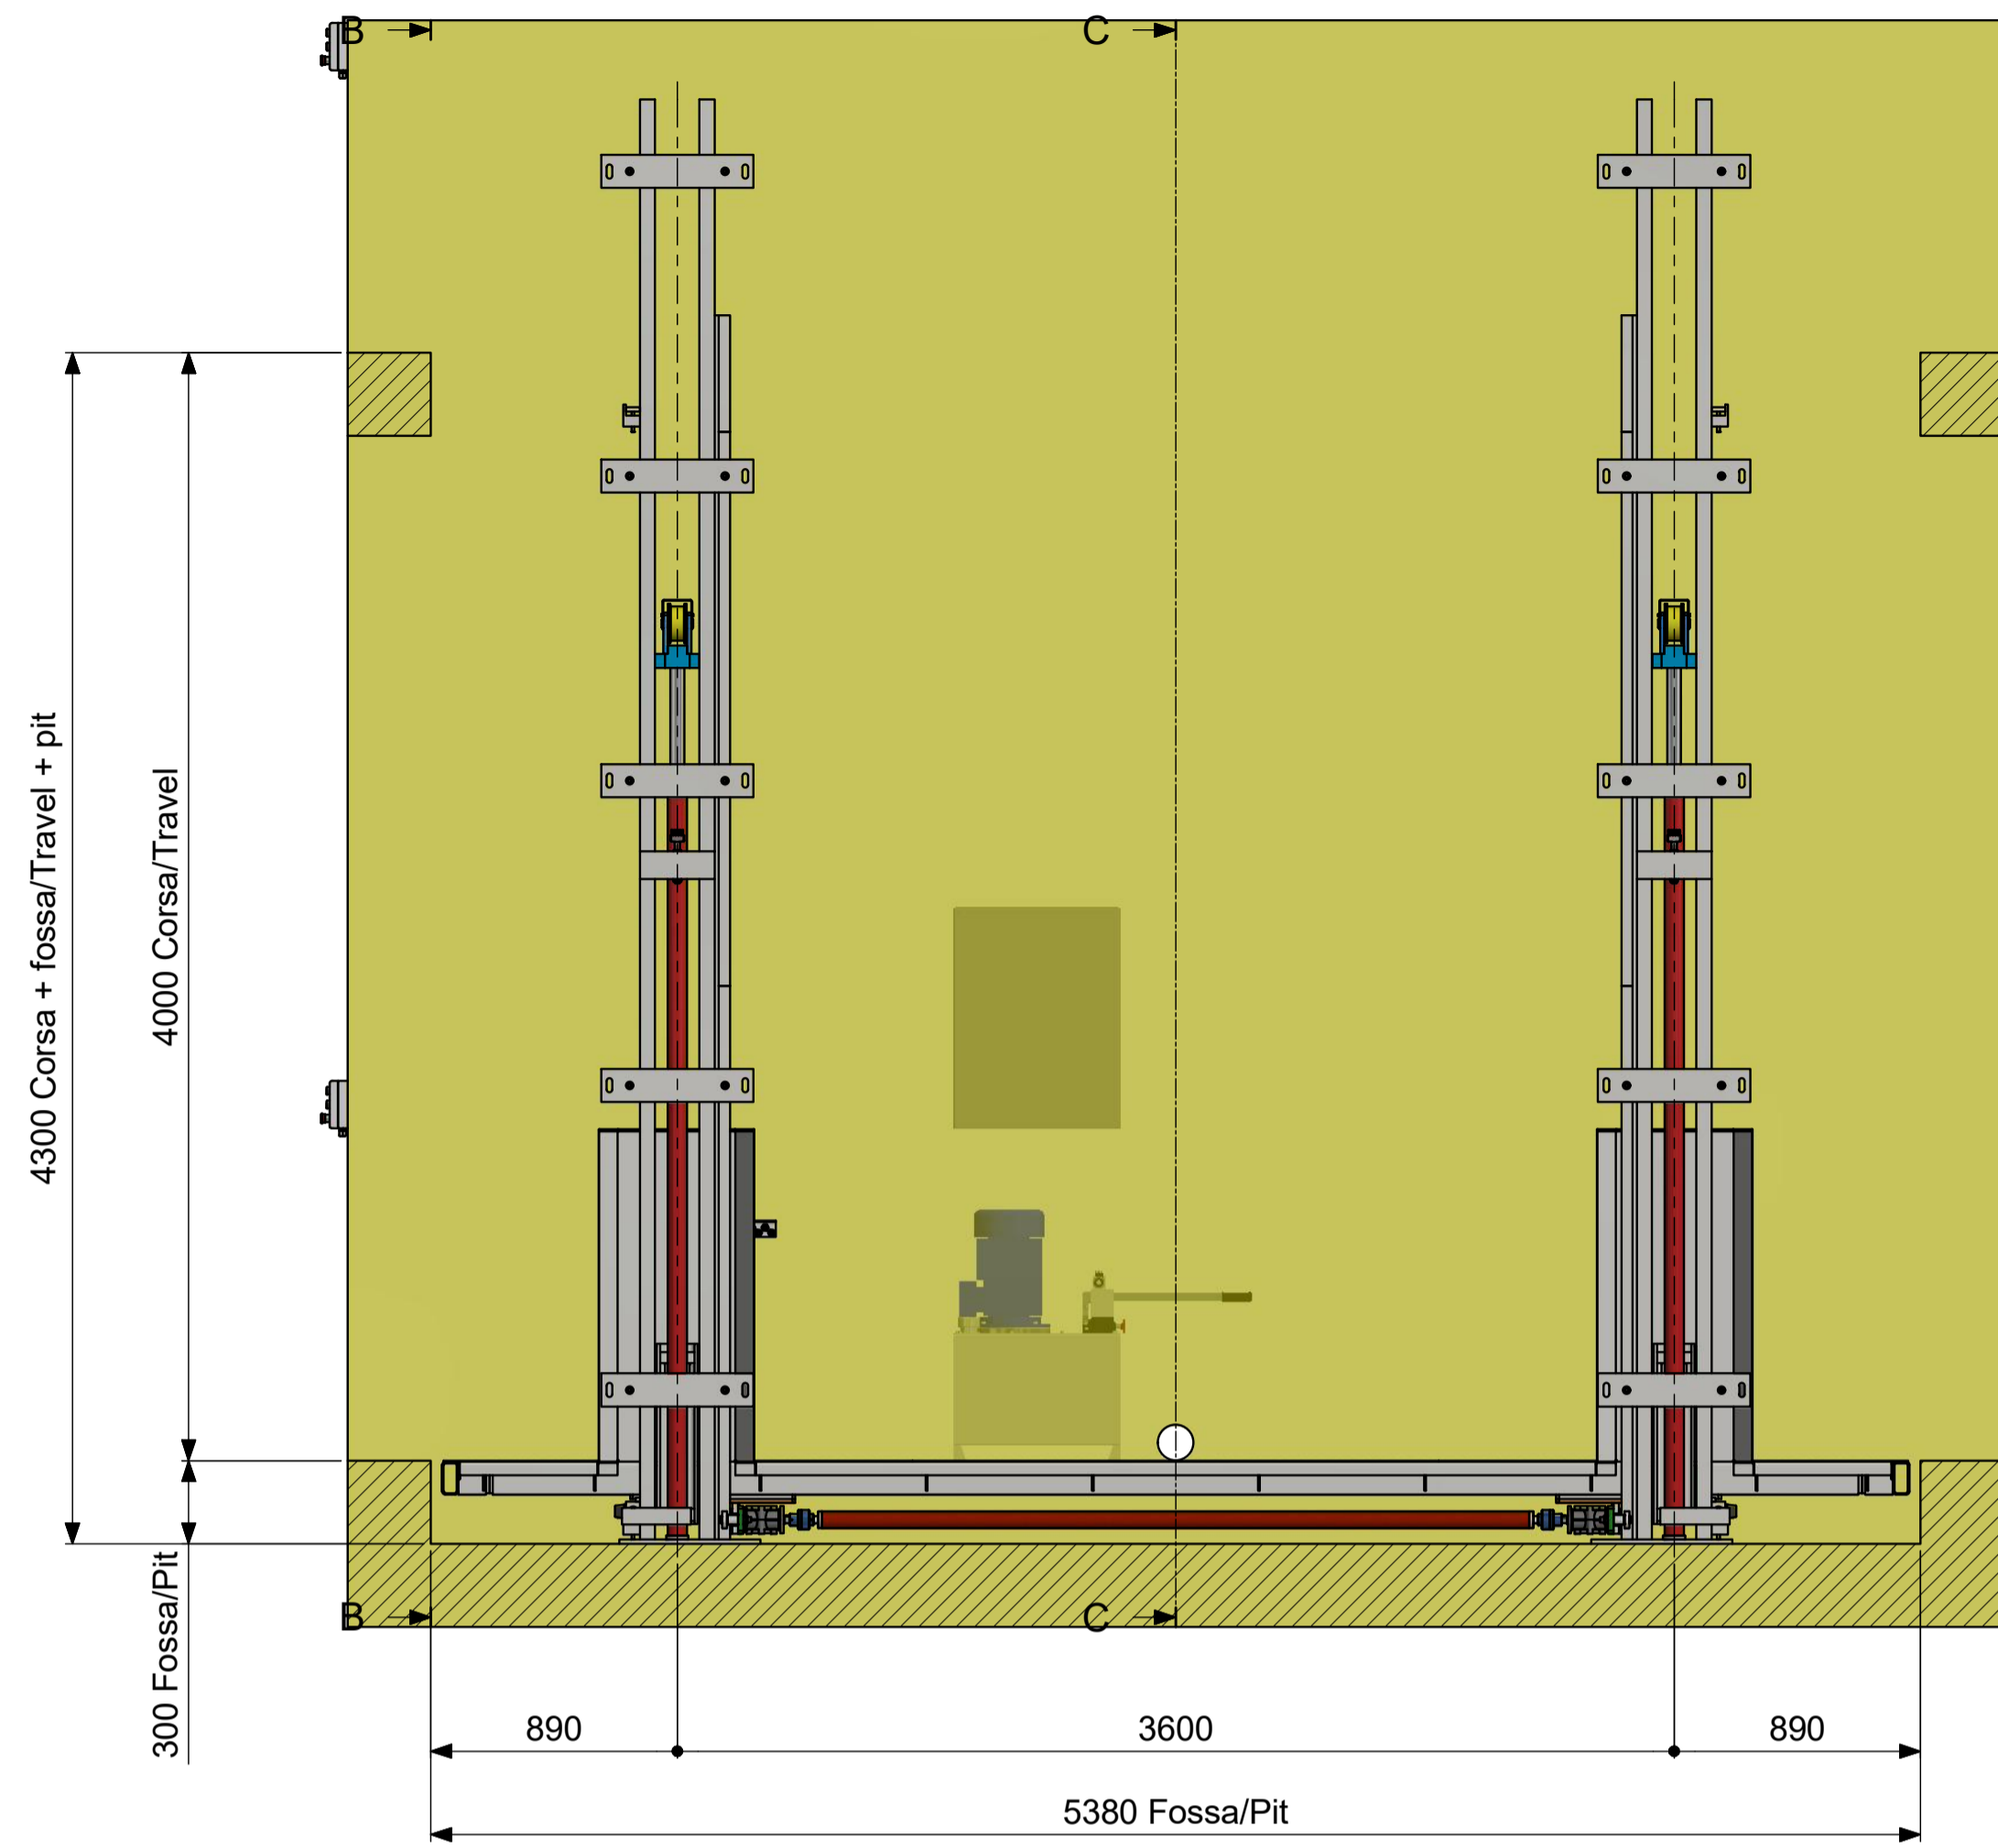 B
C
4300 Corsa + fossa/Travel + pit
4000 Corsa/Travel
300 Fossa/Pit
B
C
890
3600
890
5380 Fossa/Pit